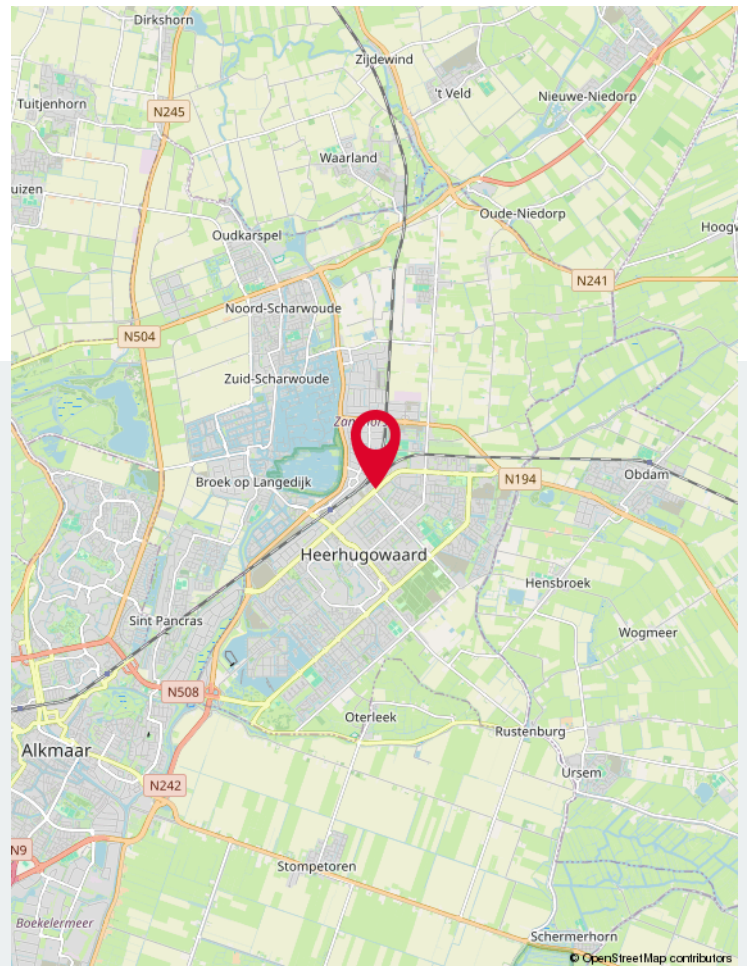 Dirkshorn
Zijdewind
't Veld
Nieuwe-Niedorp
Tuitjenhorn
N245
Waarland
uizen
Oude-Niedorp
Hoogw
Oudkarspel
N241
Noord-Scharwoude
N504
Zuid-Scharwoude
Broek op Langedijk
N194
Obdam
Heerhugowaard
Hensbroek
Sint Pancras
Wogmeer
N508
Oterleek
Rustenburg
Alkmaar
Ursem
N242
N9
Stompetoren
Boekelermeer
Schermerhorn
© OpenStreetMap contributors